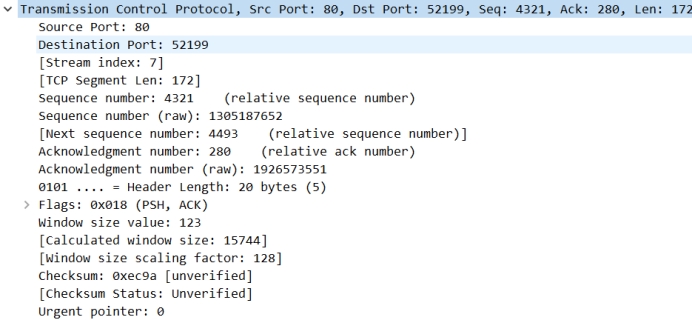 Transmission Control Protocol, Src Port: 80, Dst Port: 52199, Seq: 4321, Ack: 280, Len: 172
Source Port: 80
Destination Port: 52199
[Stream index: 7]
[TCP Segment Len: 172]
Sequence number: 4321    (relative sequence number)
Sequence number (raw): 1305187652
[Next sequence number: 4493    (relative sequence number)]
Acknowledgment number: 280    (relative ack number)
Acknowledgment number (raw): 1926573551
0101 .... = Header Length: 20 bytes (5)
Flags: 0x018 (PSH, ACK)
Window size value: 123
[Calculated window size: 15744]
[Window size scaling factor: 128]
Checksum: 0xec9a [unverified]
[Checksum Status: Unverified]
Urgent pointer: 0